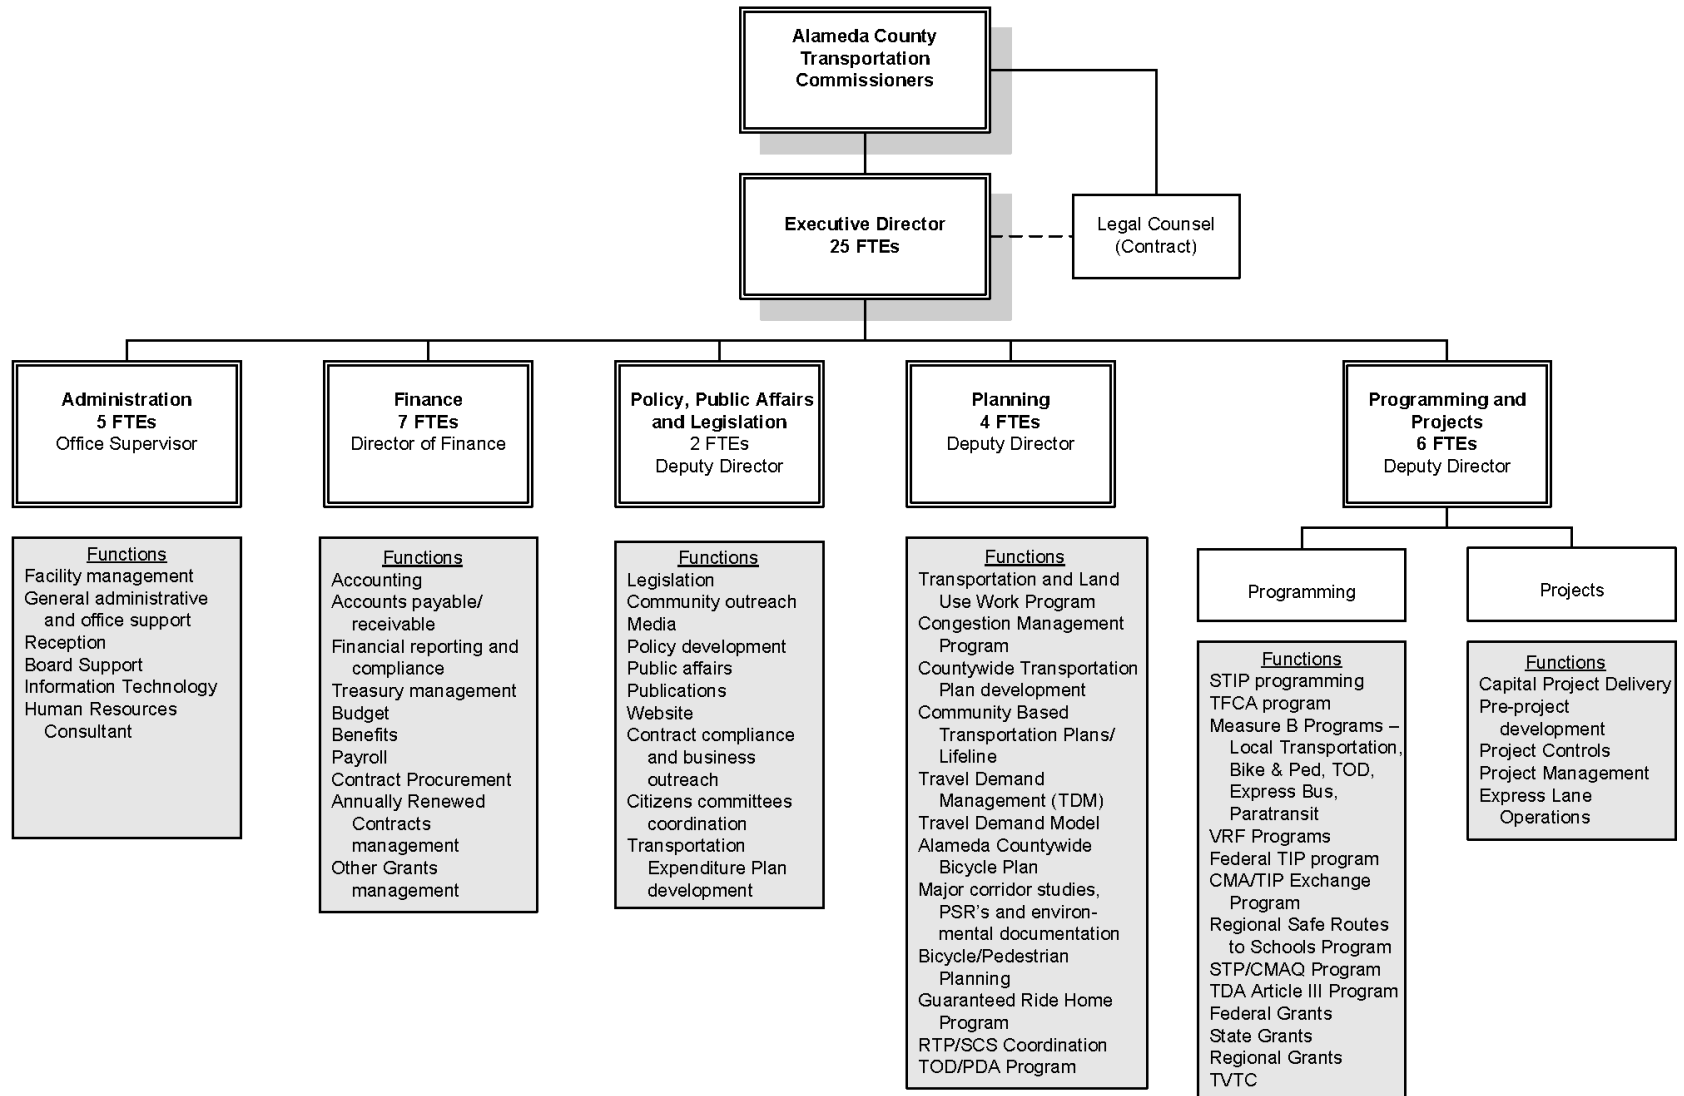 Alameda County
Transportation
Commissioners
Executive Director
25 FTEs
Legal Counsel
(Contract)
Administration
5 FTEs
Office Supervisor
Finance
7 FTEs
Director of Finance
Policy, Public Affairs
and Legislation
2 FTEs
Deputy Director
Planning
4 FTEs
Deputy Director
Programming and
Projects
6 FTEs
Deputy Director
Functions
Facility management
General administrative
and office support
Reception
Board Support
Information Technology
Human Resources
Consultant
Functions
Accounting
Accounts payable/
receivable
Financial reporting and
compliance
Treasury management
Budget
Benefits
Payroll
Contract Procurement
Annually Renewed
Contracts
management
Other Grants
management
Functions
Legislation
Community outreach
Media
Policy development
Public affairs
Publications
Website
Contract compliance
and business
outreach
Citizens committees
coordination
Transportation
Expenditure Plan
development
Functions
Transportation and Land
Use Work Program
Congestion Management
Program
Countywide Transportation
Plan development
Community Based
Transportation Plans/
Lifeline
Travel Demand
Management (TDM)
Travel Demand Model
Alameda Countywide
Bicycle Plan
Major corridor studies,
PSR's and environ-
mental documentation
Bicycle/Pedestrian
Planning
Guaranteed Ride Home
Program
RTP/SCS Coordination
TOD/PDA Program
Programming
Functions
STIP programming
TFCA program
Measure B Programs –
Local Transportation,
Bike & Ped, TOD,
Express Bus,
Paratransit
VRF Programs
Federal TIP program
CMA/TIP Exchange
Program
Regional Safe Routes
to Schools Program
STP/CMAQ Program
TDA Article III Program
Federal Grants
State Grants
Regional Grants
TVTC
Projects
Functions
Capital Project Delivery
Pre-project
development
Project Controls
Project Management
Express Lane
Operations